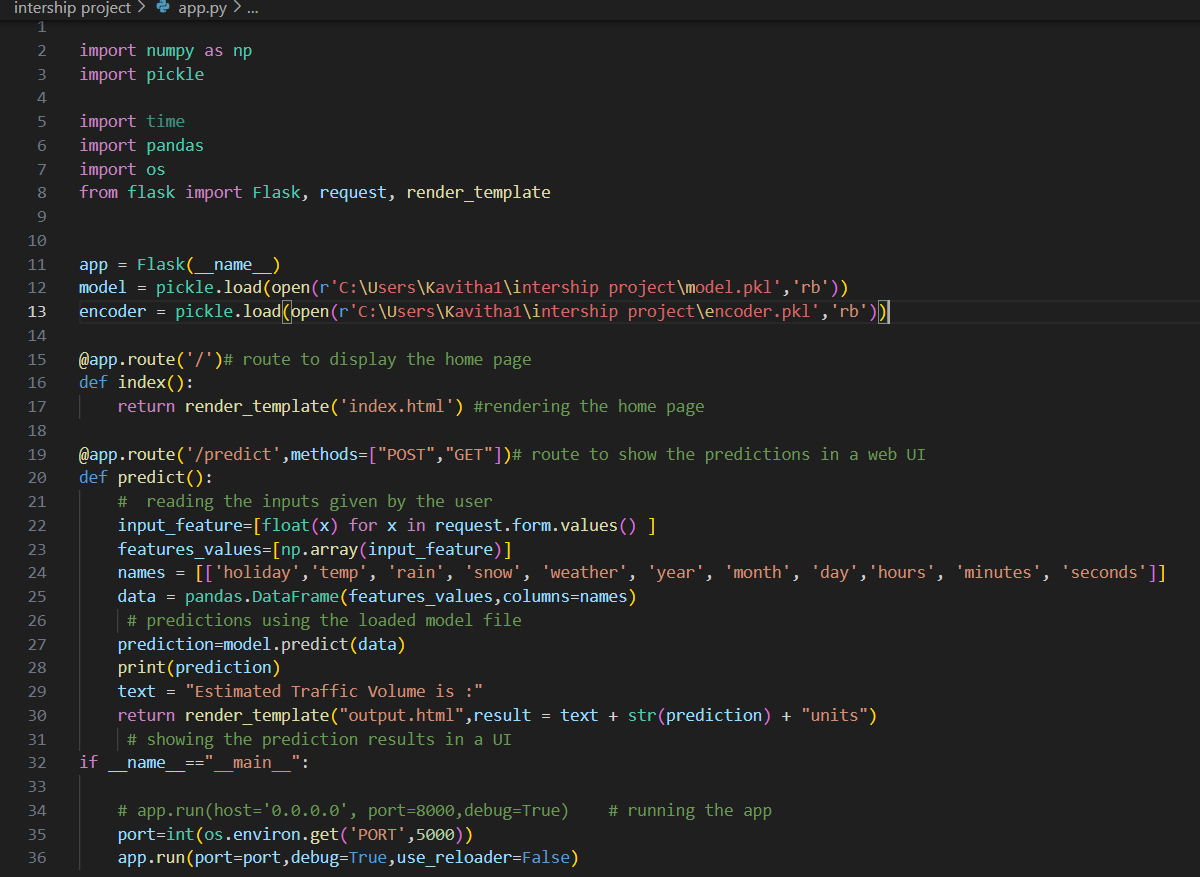 intership project > app.py > ...
1
2 import numpy as np
3 import pickle
4
5 import time
6 import pandas
7 import os
8 from flask import Flask, request, render_template
9
10
11 app = Flask(__name__)
12 model = pickle.load(open(r'C:\Users\Kavitha1\intership project\model.pkl','rb'))
13 encoder = pickle.load(open(r'C:\Users\Kavitha1\intership project\encoder.pkl','rb'))
14
15 @app.route('/')# route to display the home page
16 def index():
17     return render_template('index.html') #rendering the home page
18
19 @app.route('/predict',methods=["POST","GET"])# route to show the predictions in a web UI
20 def predict():
21     #  reading the inputs given by the user
22     input_feature=[float(x) for x in request.form.values() ]
23     features_values=[np.array(input_feature)]
24     names = [['holiday','temp', 'rain', 'snow', 'weather', 'year', 'month', 'day','hours', 'minutes', 'seconds']]
25     data = pandas.DataFrame(features_values,columns=names)
26      # predictions using the loaded model file
27     prediction=model.predict(data)
28     print(prediction)
29     text = "Estimated Traffic Volume is :"
30     return render_template("output.html",result = text + str(prediction) + "units")
31      # showing the prediction results in a UI
32 if __name__=="__main__":
33
34     # app.run(host='0.0.0.0', port=8000,debug=True)    # running the app
35     port=int(os.environ.get('PORT',5000))
36     app.run(port=port,debug=True,use_reloader=False)